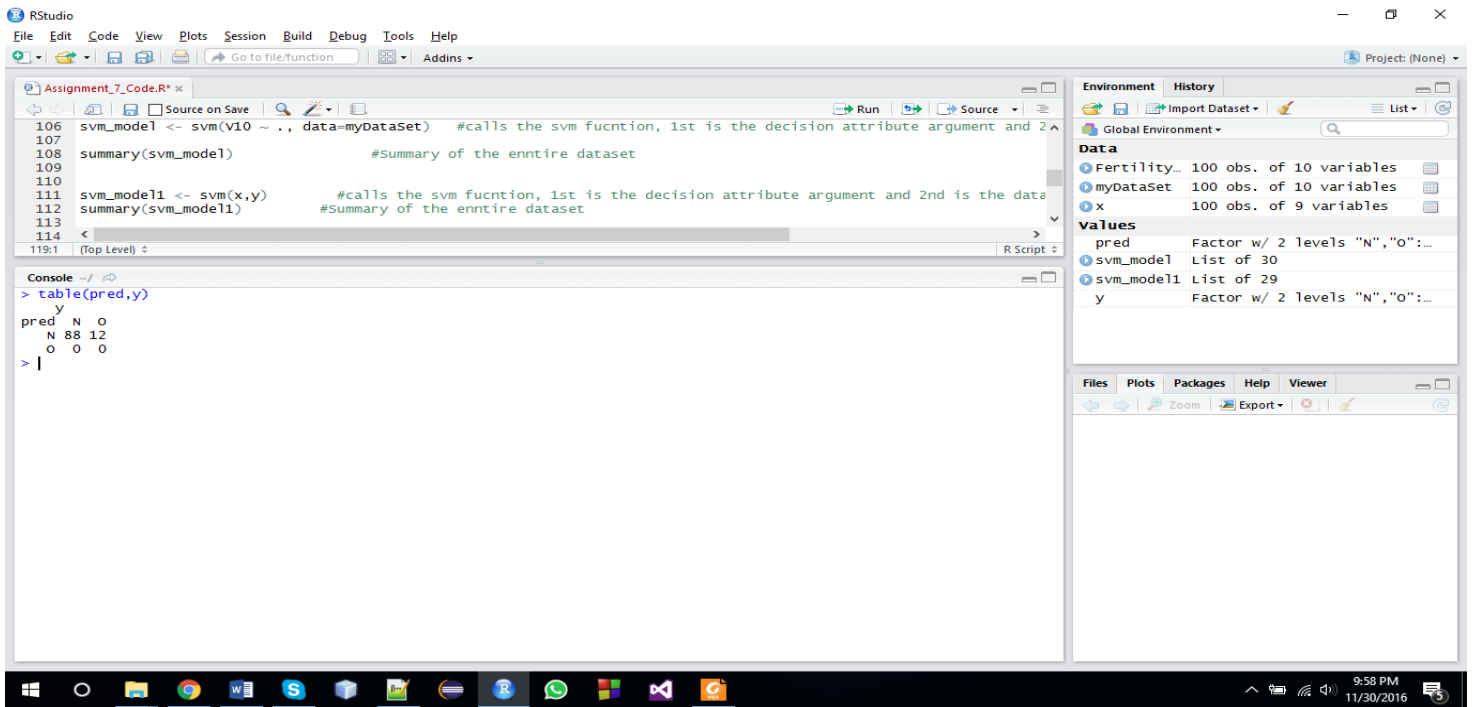 RStudio
File Edit Code View Plots Session Build Debug Tools Help
Go to file/function Addins
Project: (None)
Assignment_7_Code.R*
Source on Save Run Source
106 svm_model <- svm(V10 ~ ., data=myDataSet) #calls the svm fucntion, 1st is the decision attribute argument and 2
107
108 summary(svm_model) #Summary of the enntire dataset
109
110
111 svm_model1 <- svm(x,y) #calls the svm fucntion, 1st is the decision attribute argument and 2nd is the data
112 summary(svm_model1) #Summary of the enntire dataset
113
114
119:1 (Top Level) R Script
Console ~/
> table(pred,y)
y
pred N O
N 88 12
O 0 0
>
Environment History
Import Dataset List
Global Environment
Data
Fertility… 100 obs. of 10 variables
myDataSet 100 obs. of 10 variables
x 100 obs. of 9 variables
Values
pred Factor w/ 2 levels "N","O":…
svm_model List of 30
svm_model1 List of 29
y Factor w/ 2 levels "N","O":…
Files Plots Packages Help Viewer
Zoom Export
9:58 PM
11/30/2016
5